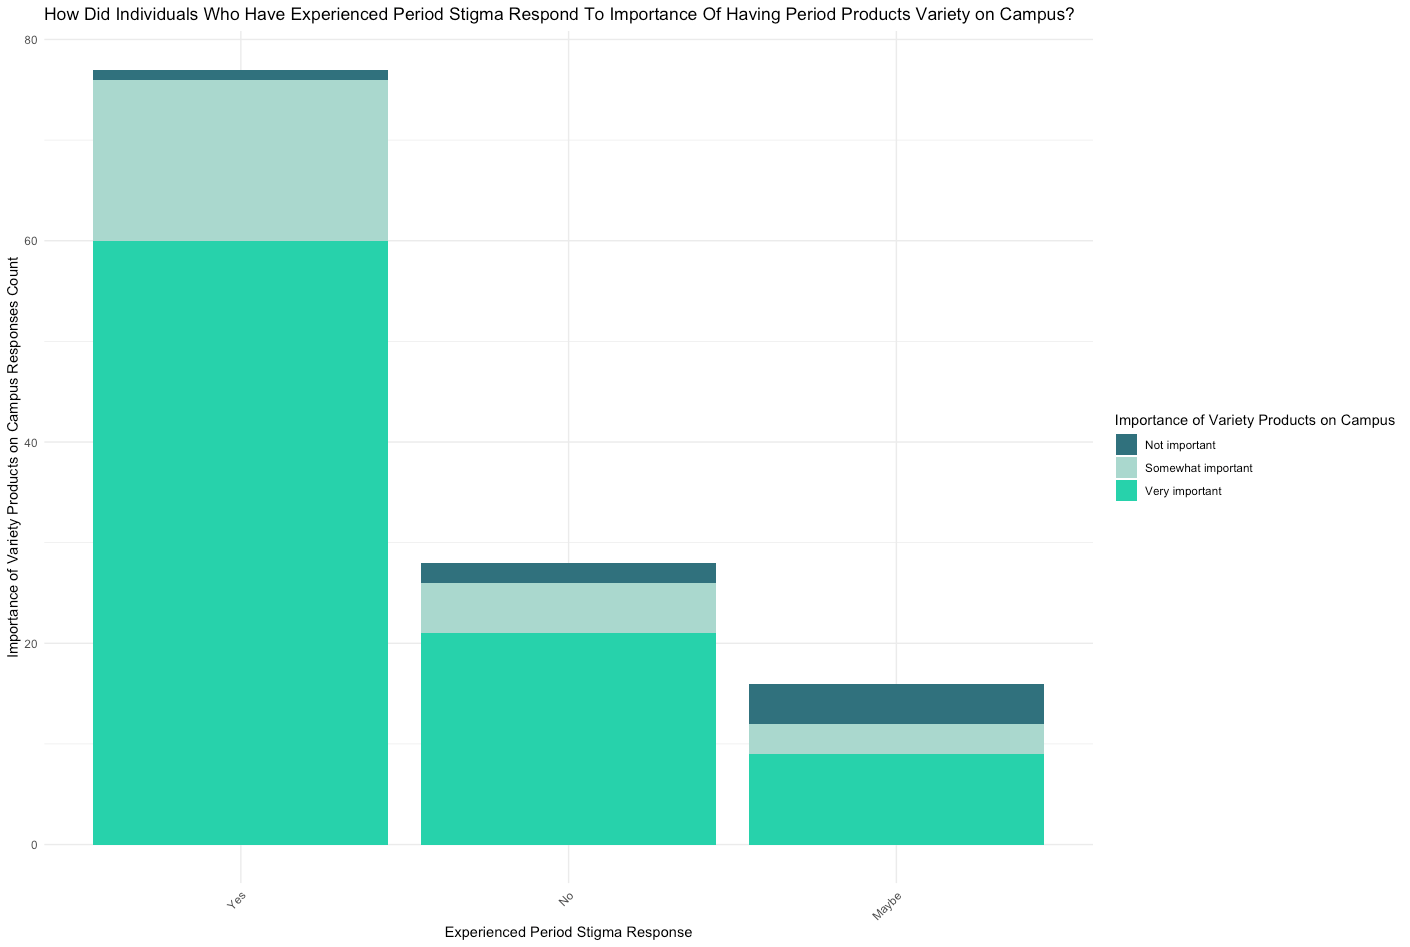 How Did Individuals Who Have Experienced Period Stigma Respond To Importance Of Having Period Products Variety on Campus?
Importance of Variety Products on Campus Responses Count
80
60
40
20
0
Yes
No
Maybe
Experienced Period Stigma Response
Importance of Variety Products on Campus
Not important
Somewhat important
Very important